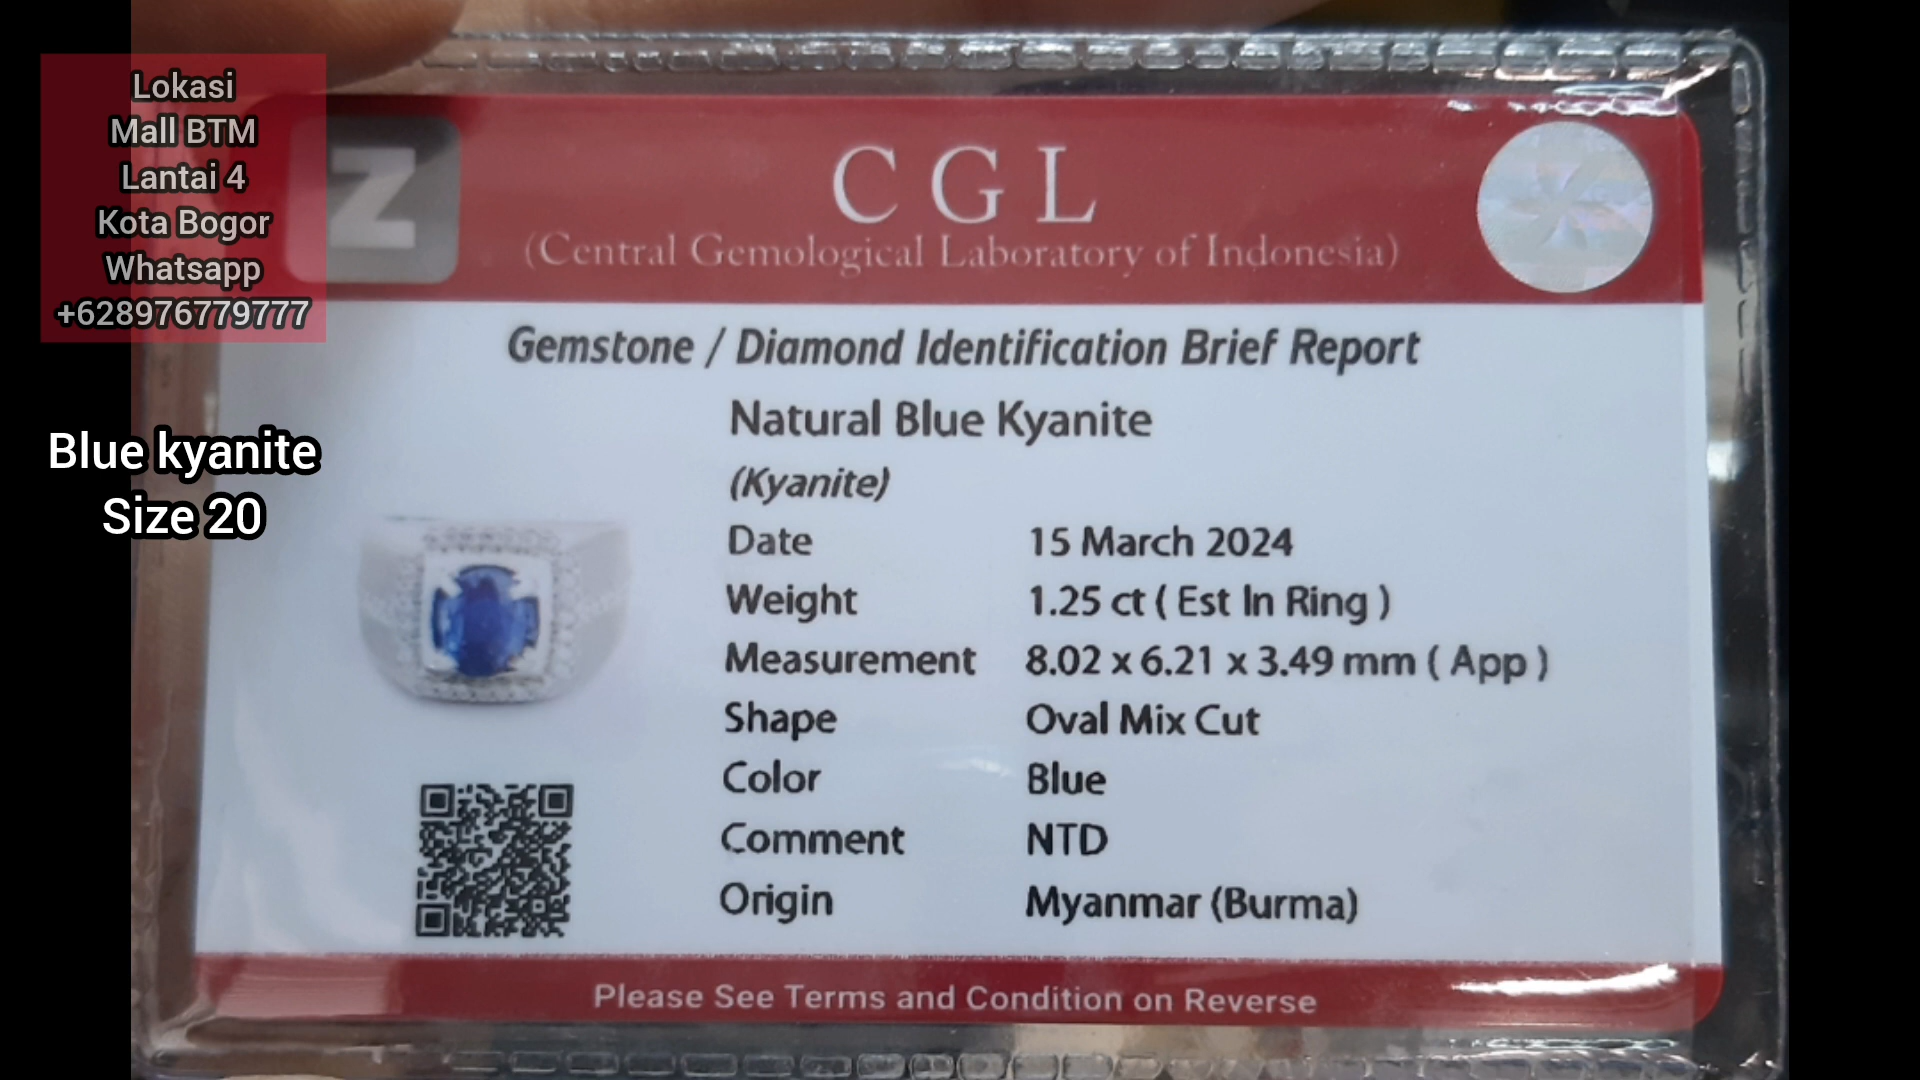 Lokasi
Mall BTM
Lantai 4
Kota Bogor
Whatsapp
+628976779777
Blue kyanite
Size 20
Z
C G L
(Central Gemological Laboratory of Indonesia)
Gemstone / Diamond Identification Brief Report
Natural Blue Kyanite
(Kyanite)
Date 15 March 2024
Weight 1.25 ct ( Est In Ring )
Measurement 8.02 x 6.21 x 3.49 mm ( App )
Shape Oval Mix Cut
Color Blue
Comment NTD
Origin Myanmar (Burma)
Please See Terms and Condition on Reverse